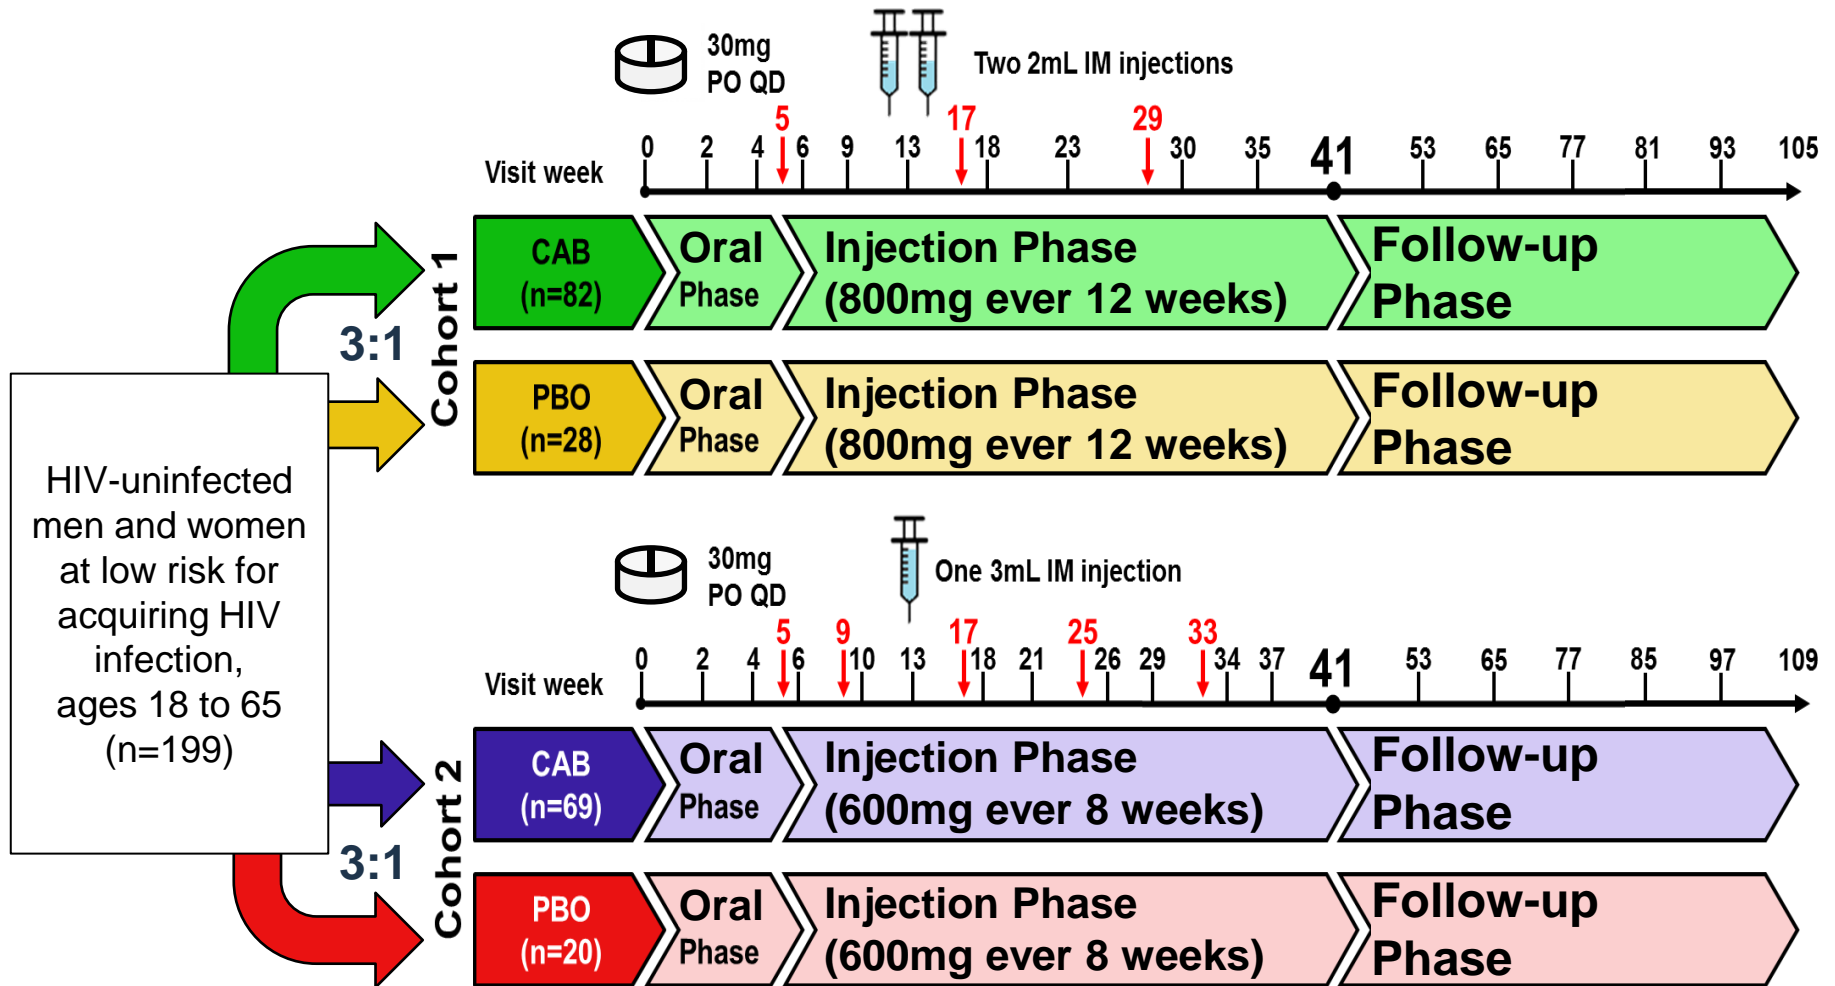 30mg
PO QD
Two 2mL IM injections
5 17 29
Visit week
0 2 4 6 9 13 18 23 30 35 41 53 65 77 81 93 105
Cohort 1
3:1
CAB
(n=82)
Oral
Phase
Injection Phase
(800mg ever 12 weeks)
Follow-up
Phase
PBO
(n=28)
Oral
Phase
Injection Phase
(800mg ever 12 weeks)
Follow-up
Phase
HIV-uninfected
men and women
at low risk for
acquiring HIV
infection,
ages 18 to 65
(n=199)
30mg
PO QD
One 3mL IM injection
5 9 17 25 33
Visit week
0 2 4 6 10 13 18 21 26 29 34 37 41 53 65 77 85 97 109
Cohort 2
3:1
CAB
(n=69)
Oral
Phase
Injection Phase
(600mg ever 8 weeks)
Follow-up
Phase
PBO
(n=20)
Oral
Phase
Injection Phase
(600mg ever 8 weeks)
Follow-up
Phase